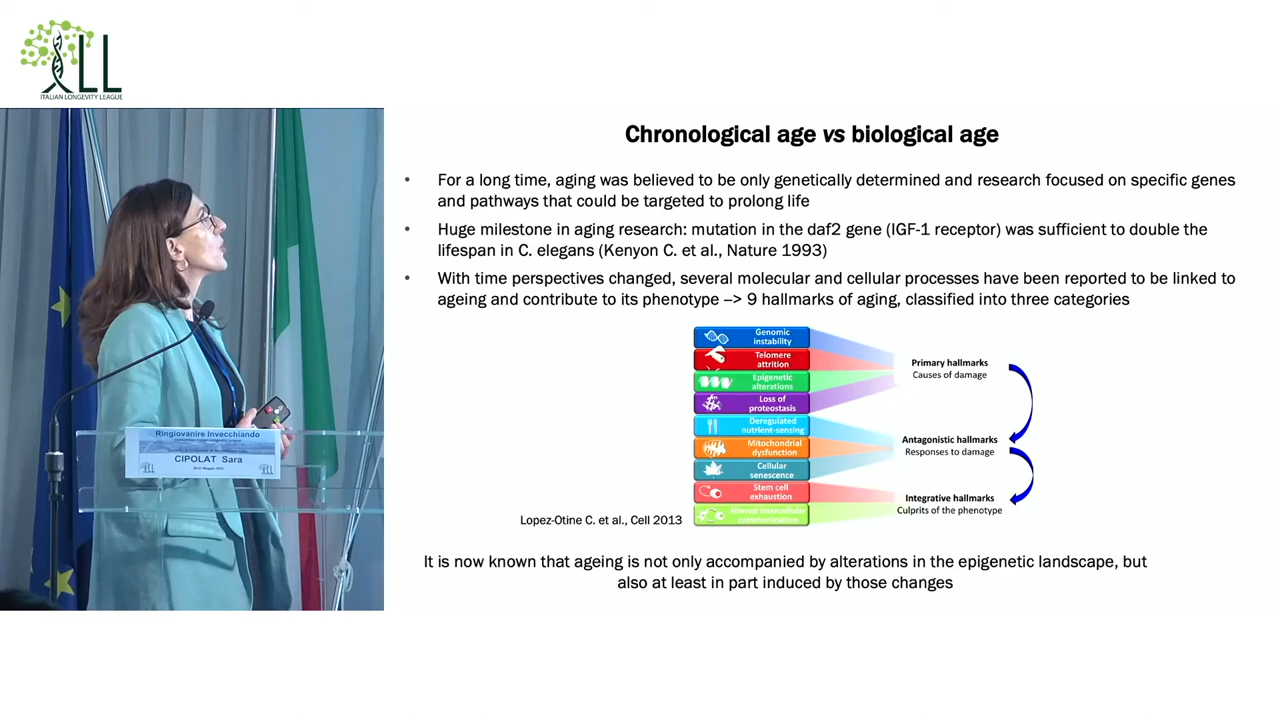 LL
ITALIAN LONGEVITY LEAGUE
Chronological age vs biological age
• For a long time, aging was believed to be only genetically determined and research focused on specific genes
and pathways that could be targeted to prolong life
• Huge milestone in aging research: mutation in the daf2 gene (IGF-1 receptor) was sufficient to double the
lifespan in C. elegans (Kenyon C. et al., Nature 1993)
• With time perspectives changed, several molecular and cellular processes have been reported to be linked to
ageing and contribute to its phenotype –> 9 hallmarks of aging, classified into three categories
Genomic
instability
Telomere
attrition
Epigenetic
alterations
Loss of
proteostasis
Deregulated
nutrient-sensing
Mitochondrial
dysfunction
Cellular
senescence
Stem cell
exhaustion
Altered intercellular
communication
Primary hallmarks
Causes of damage
Antagonistic hallmarks
Responses to damage
Integrative hallmarks
Culprits of the phenotype
Lopez-Otine C. et al., Cell 2013
It is now known that ageing is not only accompanied by alterations in the epigenetic landscape, but
also at least in part induced by those changes
Ringiovanire Invecchiando
CIPOLAT Sara